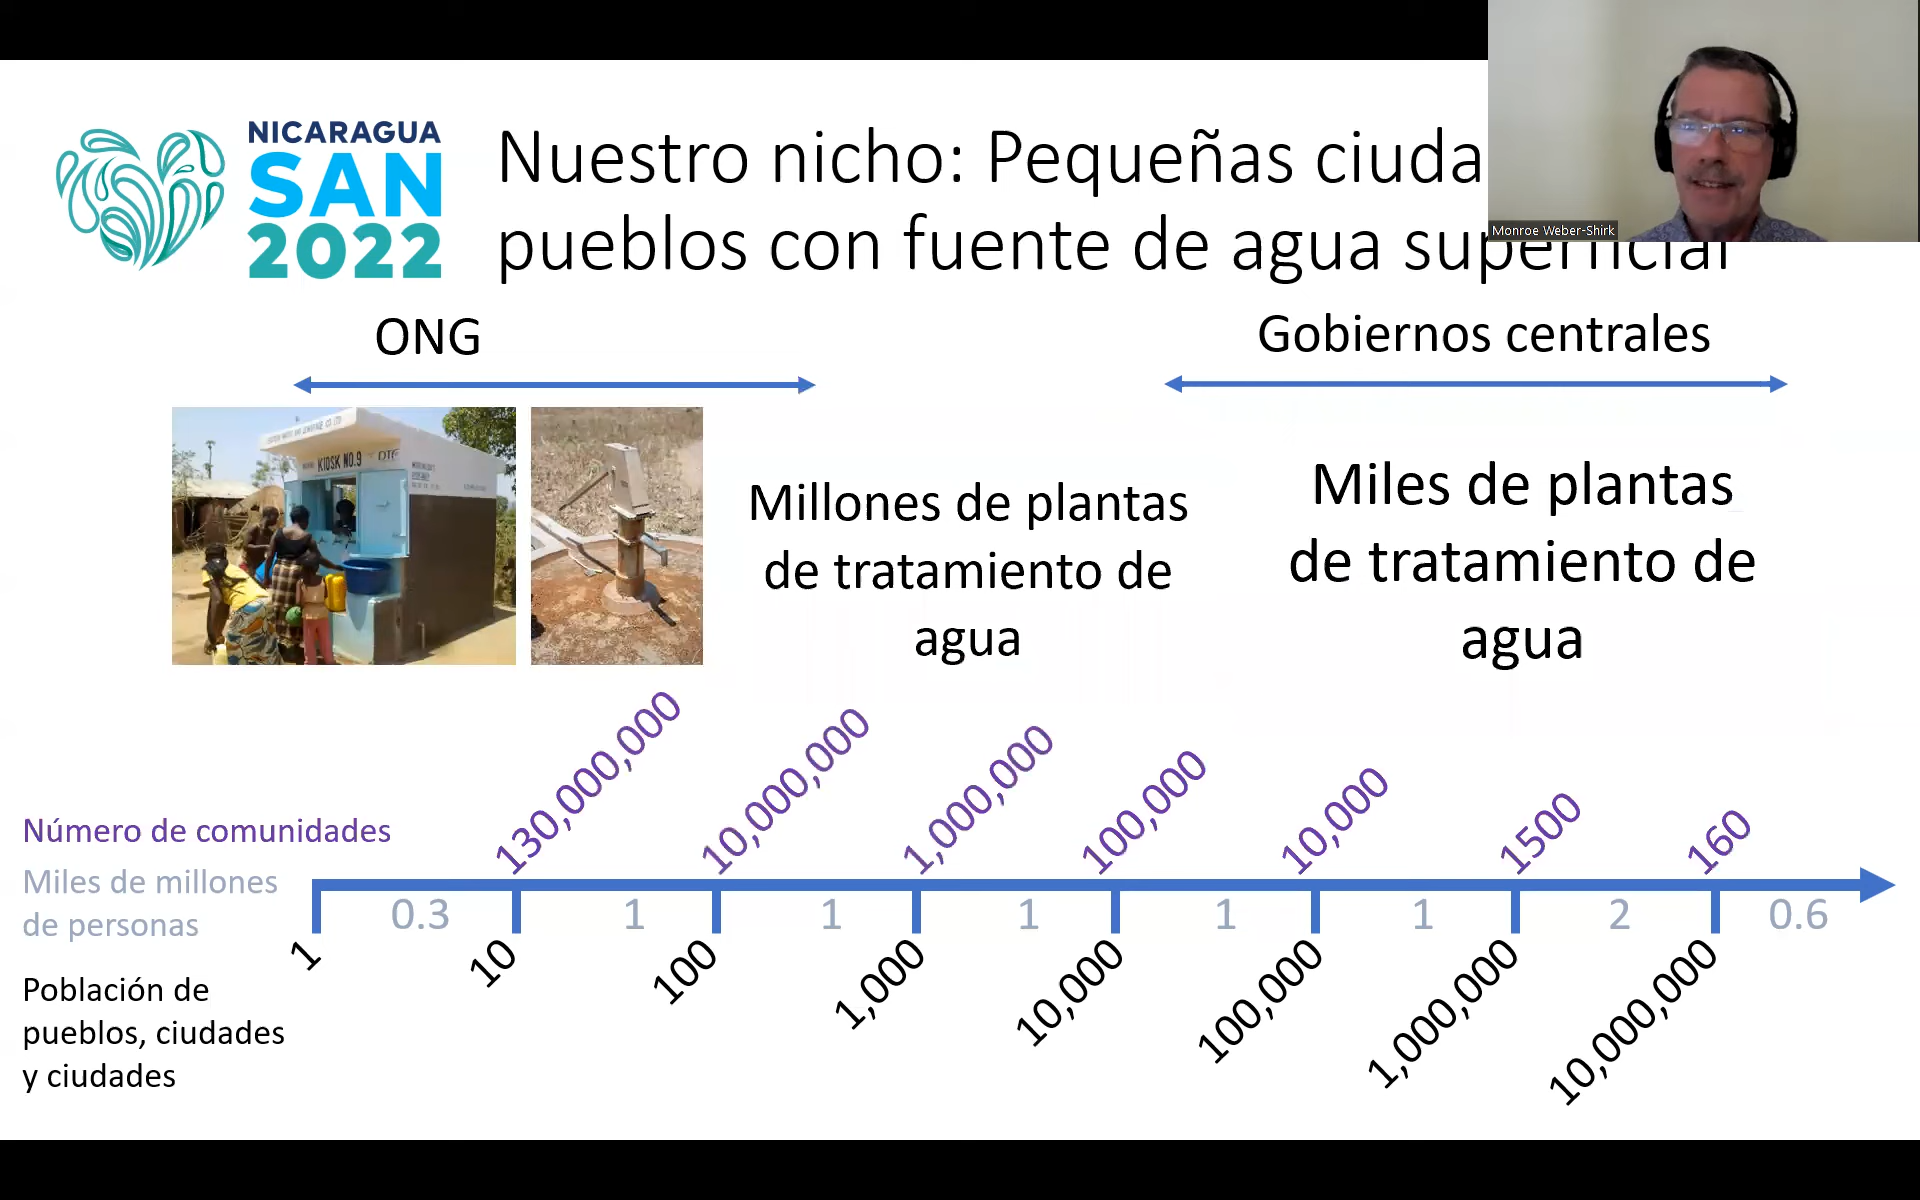 NICARAGUA
SAN
2022
Nuestro nicho: Pequeñas
pueblos con fuente de agua superficial
Monroe Weber-Shirk
ONG
Gobiernos centrales
KIOSK NO.9
DTF
Millones de plantas
de tratamiento de
agua
Miles de plantas
de tratamiento de
agua
Número de comunidades
130,000,000
10,000,000
1,000,000
100,000
10,000
1500
160
Miles de millones
de personas
0.3
1
1
1
1
1
2
0.6
1
10
100
1,000
10,000
100,000
1,000,000
10,000,000
Población de
pueblos, ciudades
y ciudades